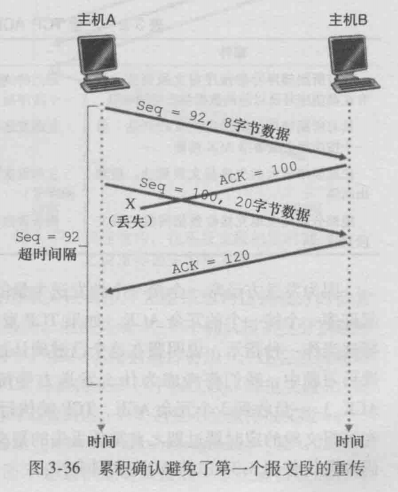 主机A
主机B
Seq = 92, 8字节数据
ACK = 100
Seq = 100, 20字节数据
X
(丢失)
Seq = 92
超时间隔
ACK = 120
时间
时间
图 3-36 累积确认避免了第一个报文段的重传